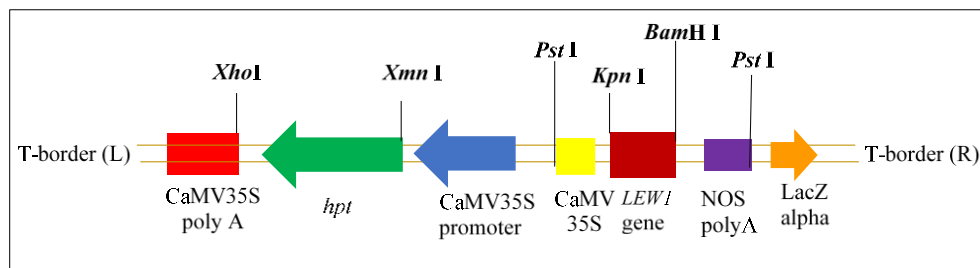 BamH I
Pst I
Pst I
XhoI
Xmn I
Kpn I
T-border (L)
T-border (R)
CaMV35S
poly A
hpt
CaMV35S
promoter
CaMV
35S
LEW1
gene
NOS
polyA
LacZ
alpha